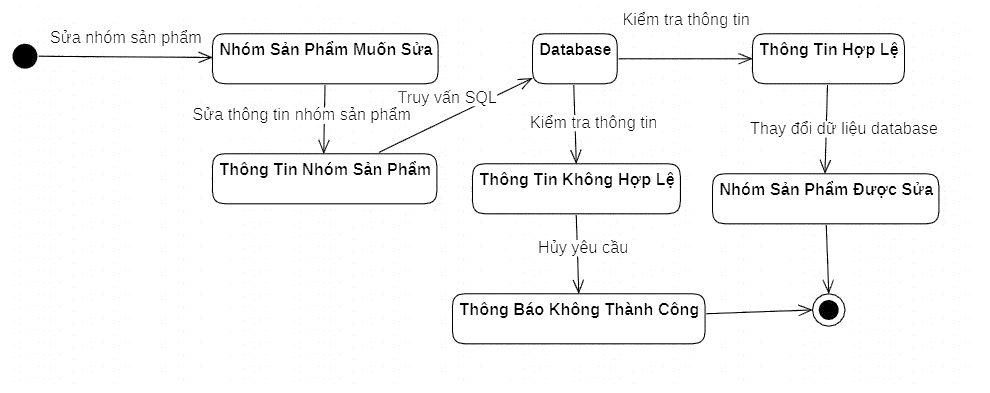 Sửa nhóm sản phẩm
Nhóm Sản Phẩm Muốn Sửa
Sửa thông tin nhóm sản phẩm
Thông Tin Nhóm Sản Phẩm
Truy vấn SQL
Database
Kiểm tra thông tin
Thông Tin Hợp Lệ
Thay đổi dữ liệu database
Nhóm Sản Phẩm Được Sửa
Kiểm tra thông tin
Thông Tin Không Hợp Lệ
Hủy yêu cầu
Thông Báo Không Thành Công